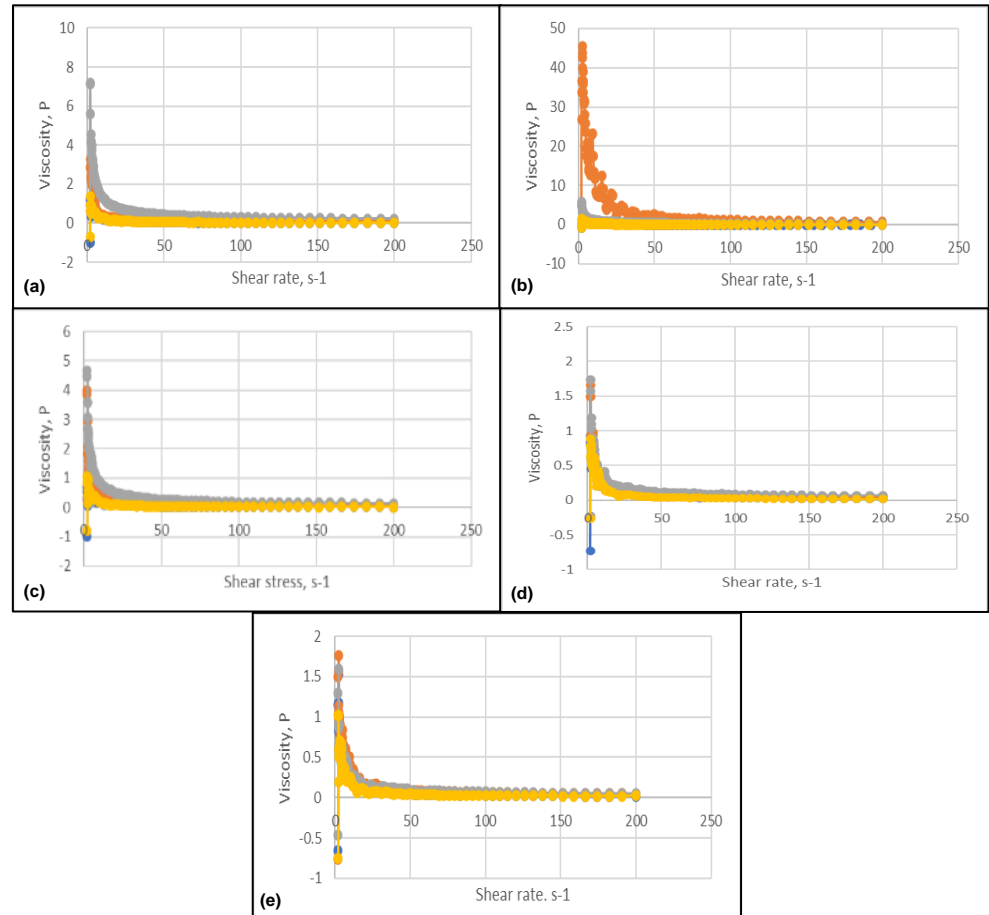 10
8
6
4
2
0
-2
0 50 100 150 200 250
Viscosity, P
Shear rate, s-1
(a)
50
40
30
20
10
0
-10
0 50 100 150 200 250
Viscosity, P
Shear rate, s-1
(b)
6
5
4
3
2
1
0
-1
-2
0 50 100 150 200 250
Viscosity, P
Shear stress, s-1
(c)
2.5
2
1.5
1
0.5
0
-0.5
-1
0 50 100 150 200 250
Viscosity, P
Shear rate, s-1
(d)
2
1.5
1
0.5
0
-0.5
-1
0 50 100 150 200 250
Viscosity, P
Shear rate. s-1
(e)